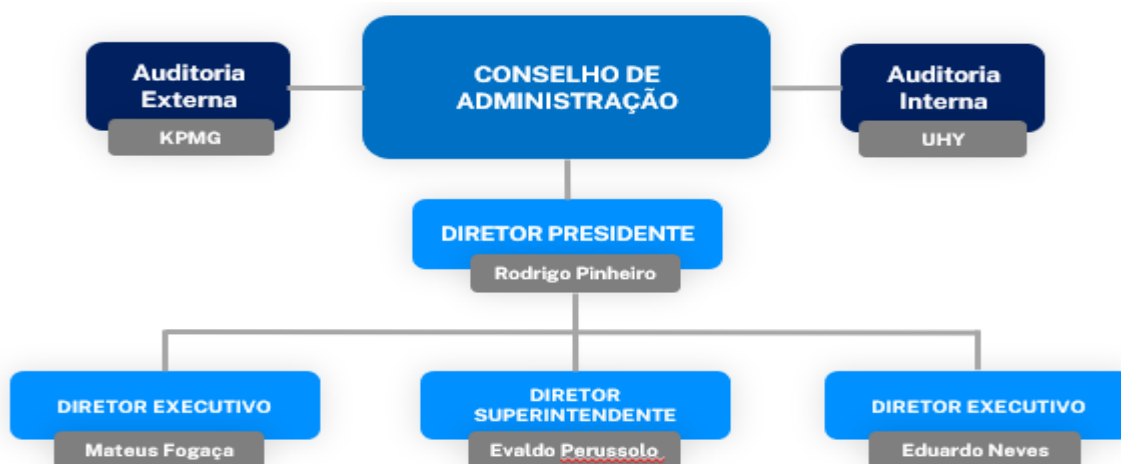 Auditoria
Externa
KPMG
CONSELHO DE
ADMINISTRAÇÃO
Auditoria
Interna
UHY
DIRETOR PRESIDENTE
Rodrigo Pinheiro
DIRETOR EXECUTIVO
Mateus Fogaça
DIRETOR
SUPERINTENDENTE
Evaldo Perussolo
DIRETOR EXECUTIVO
Eduardo Neves